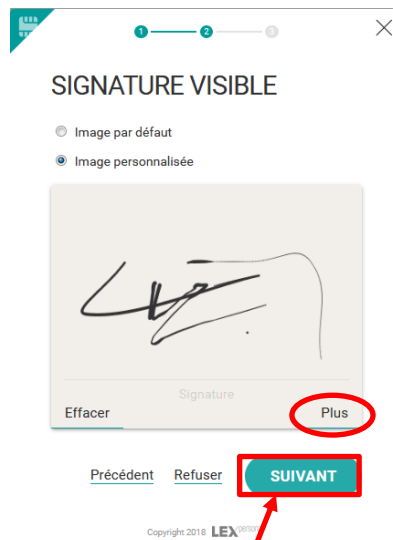 1 2 3
SIGNATURE VISIBLE
Image par défaut
Image personnalisée
Signature
Effacer Plus
Précédent Refuser SUIVANT
Copyright 2018 LEX persona